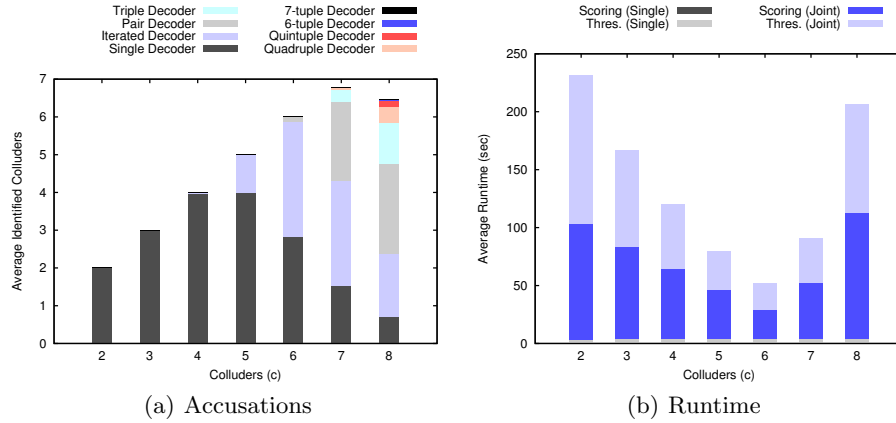 Triple Decoder
Pair Decoder
Iterated Decoder
Single Decoder
7-tuple Decoder
6-tuple Decoder
Quintuple Decoder
Quadruple Decoder
7
6
5
4
3
2
1
0
Average Identified Colluders
2 3 4 5 6 7 8
Colluders (c)
(a) Accusations
Scoring (Single)
Thres. (Single)
Scoring (Joint)
Thres. (Joint)
250
200
150
100
50
0
Average Runtime (sec)
2 3 4 5 6 7 8
Colluders (c)
(b) Runtime